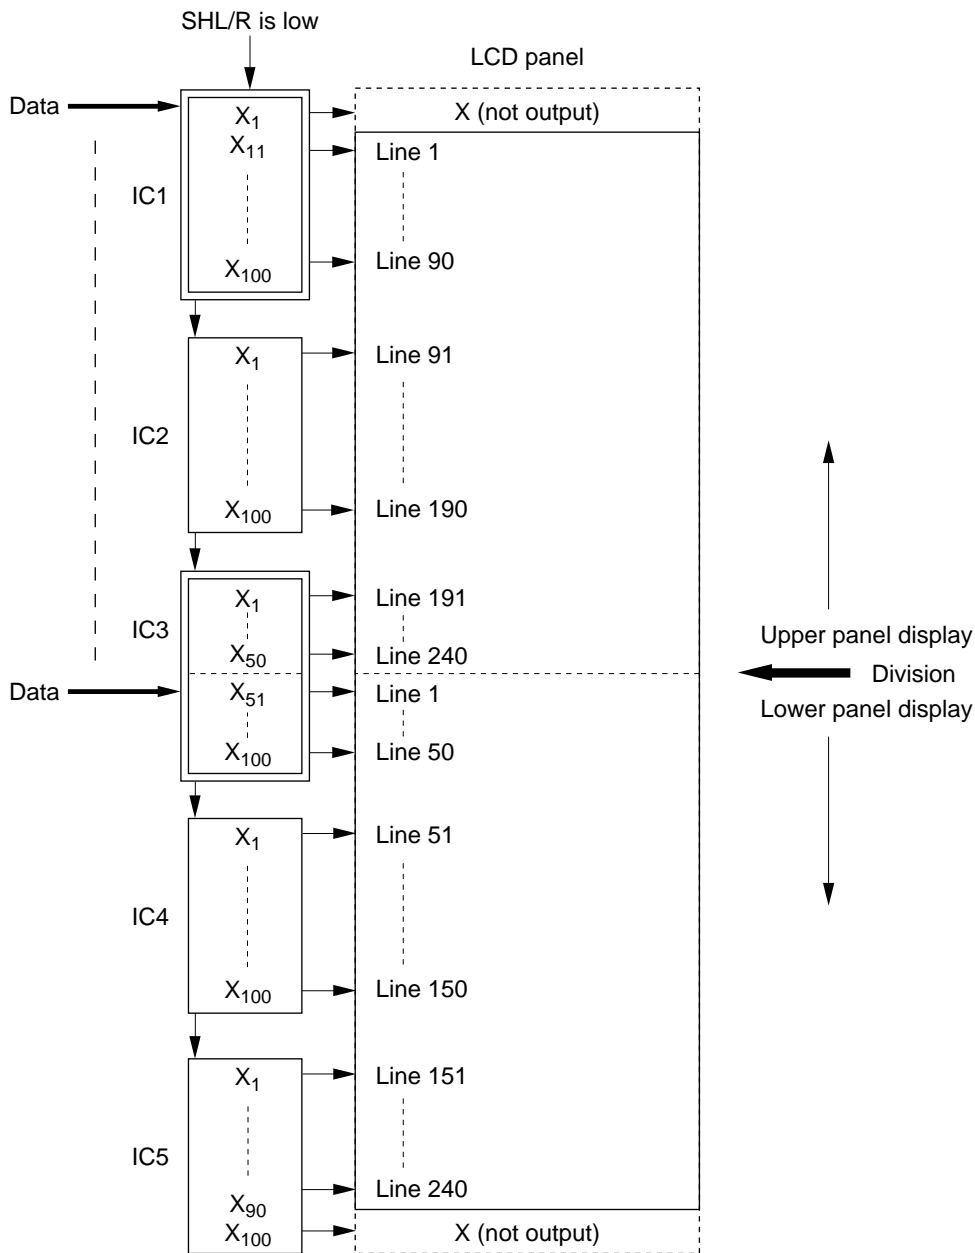 SHL/R is low
LCD panel
Data
X1
X (not output)
X11
Line 1
IC1
X100
Line 90
X1
Line 91
IC2
X100
Line 190
X1
Line 191
IC3
X50
Line 240
Upper panel display
Division
Data
X51
Line 1
Lower panel display
X100
Line 50
X1
Line 51
IC4
X100
Line 150
X1
Line 151
IC5
X90
Line 240
X100
X (not output)